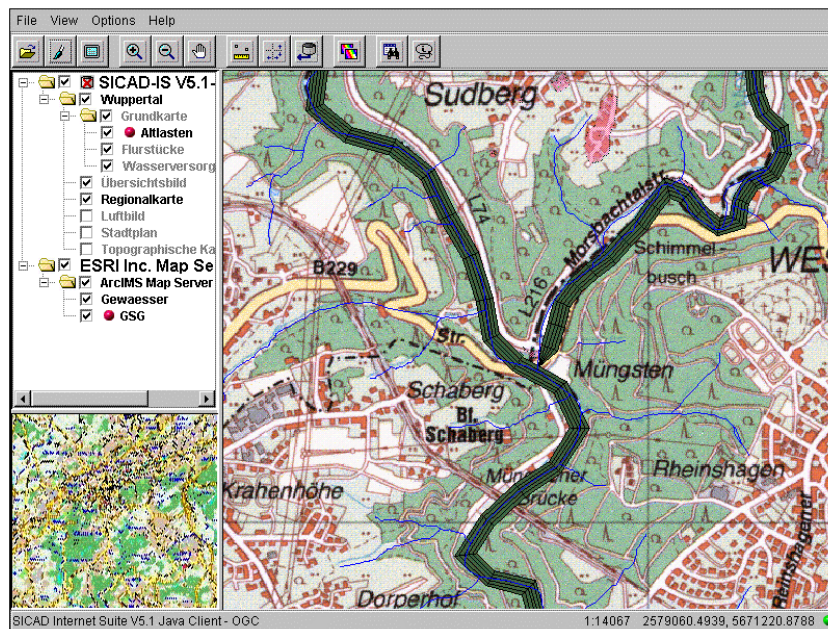 File View Options Help
SICAD-IS V5.1-
Wuppertal
Grundkarte
Altlasten
Flurstücke
Wasserversorg
Übersichtsbild
Regionalkarte
Luftbild
Stadtplan
Topographische Ka
ESRI Inc. Map Se
ArcIMS Map Server
Gewaesser
GSG
Sudberg
L74
Morsbachtalstr.
Schimmel-
busch
WES
B229
L216
Str.
Müngsten
Schaberg
Bf.
Schaberg
Rheinshagen
Krahenhöhe
Brücke
Rheinshagener
Dorperhof
SICAD Internet Suite V5.1 Java Client - OGC
1:14067 2579060.4939, 5671220.8788